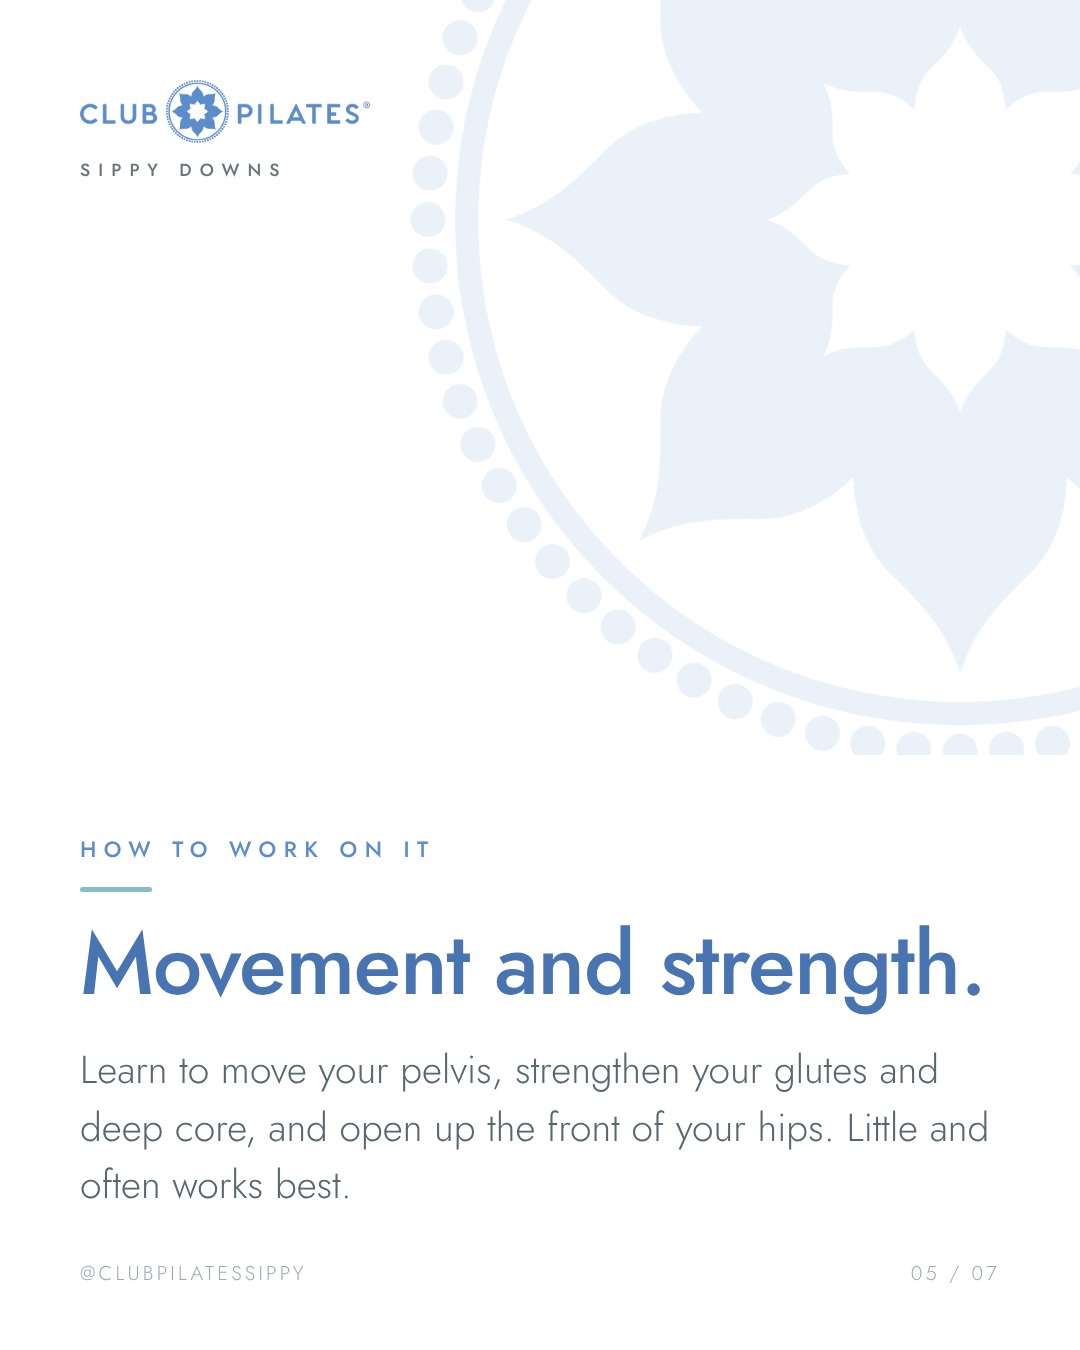 CLUB PILATES®
SIPPY DOWNS
HOW TO WORK ON IT
Movement and strength.
Learn to move your pelvis, strengthen your glutes and
deep core, and open up the front of your hips. Little and
often works best.
@CLUBPILATESSIPPY
05 / 07